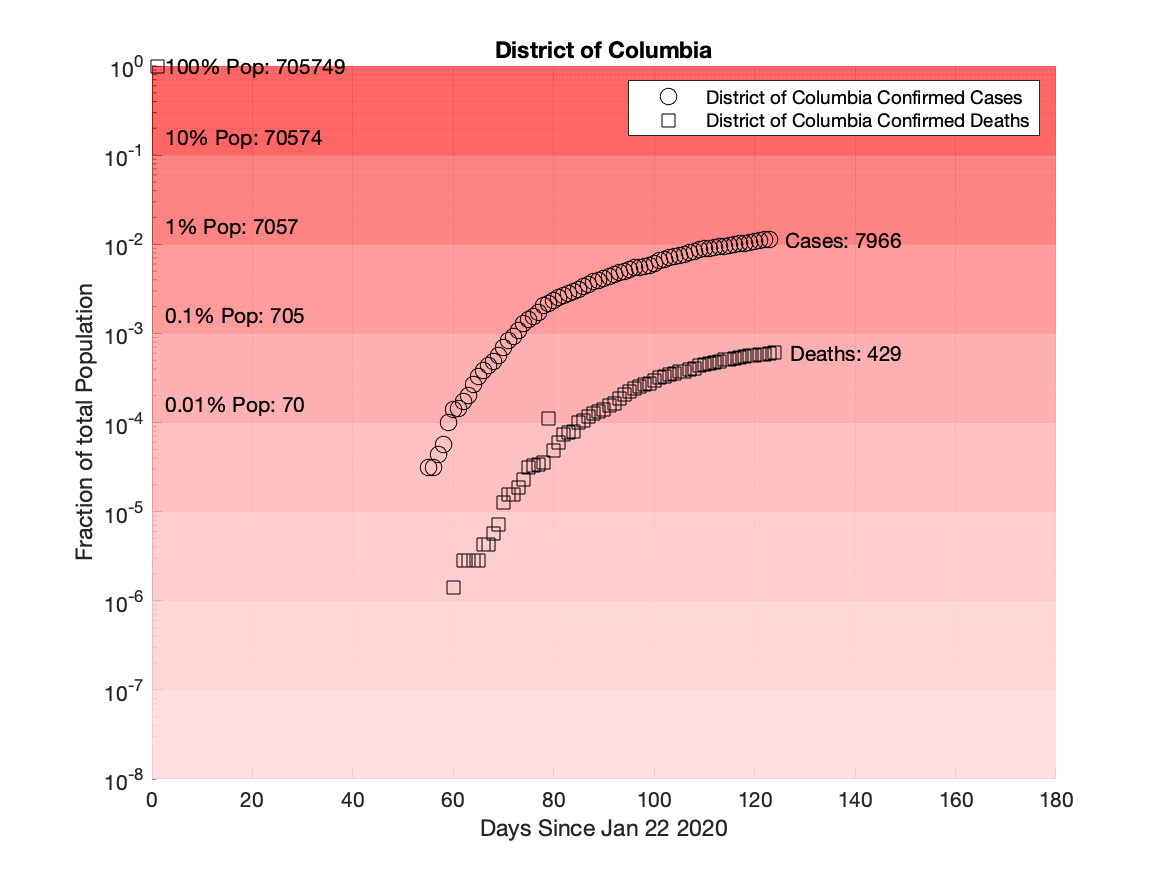 District of Columbia
10^0
100% Pop: 705749
District of Columbia Confirmed Cases
District of Columbia Confirmed Deaths
10% Pop: 70574
10^-1
1% Pop: 7057
10^-2
Cases: 7966
0.1% Pop: 705
10^-3
Deaths: 429
0.01% Pop: 70
10^-4
10^-5
10^-6
10^-7
10^-8
Fraction of total Population
0 20 40 60 80 100 120 140 160 180
Days Since Jan 22 2020